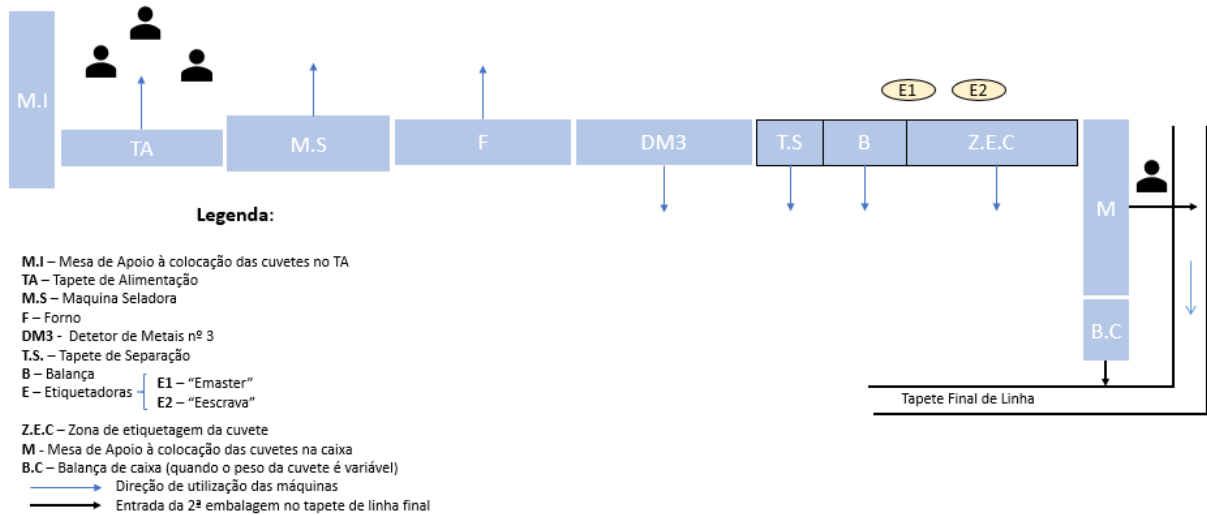 M.I
TA
M.S
F
DM3
T.S
B
Z.E.C
E1
E2
M
B.C
Tapete Final de Linha
Legenda:
M.I – Mesa de Apoio à colocação das cuvetes no TA
TA – Tapete de Alimentação
M.S – Maquina Seladora
F – Forno
DM3 - Detetor de Metais nº 3
T.S. – Tapete de Separação
B – Balança
E – Etiquetadoras
E1 – “Emaster”
E2 – “Eescrava”
Z.E.C – Zona de etiquetagem da cuvete
M - Mesa de Apoio à colocação das cuvetes na caixa
B.C – Balança de caixa (quando o peso da cuvete é variável)
Direção de utilização das máquinas
Entrada da 2ª embalagem no tapete de linha final